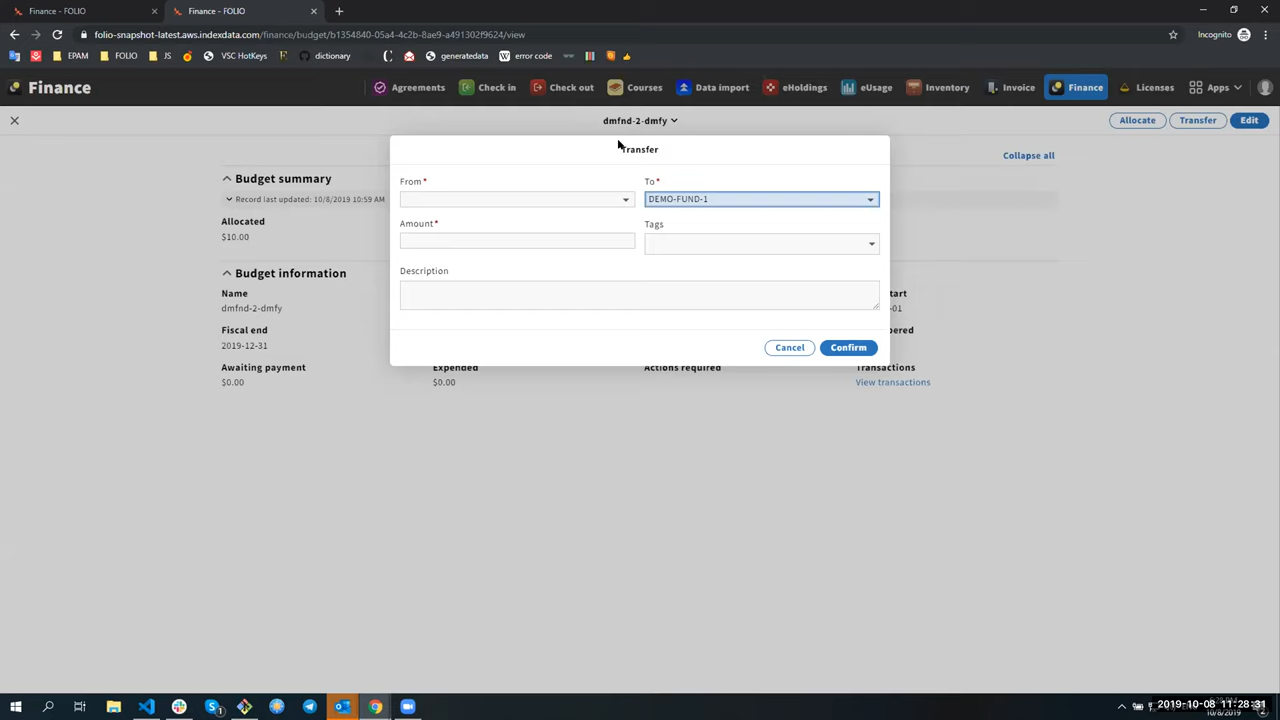 Finance - FOLIO
Finance - FOLIO
folio-snapshot-latest.aws.indexdata.com/finance/budget/b1354840-05a4-4c2b-8ae9-a491302f9624/view
Incognito
EPAM
FOLIO
JS
VSC HotKeys
dictionary
generatedata
error code
Finance
Agreements
Check in
Check out
Courses
Data import
eHoldings
eUsage
Inventory
Invoice
Finance
Licenses
Apps
dmfnd-2-dmfy
Allocate
Transfer
Edit
Transfer
Collapse all
Budget summary
Record last updated: 10/8/2019 10:59 AM
Allocated
$10.00
From*
To*
DEMO-FUND-1
Amount*
Tags
Description
Cancel
Confirm
Budget information
Name
dmfnd-2-dmfy
Fiscal end
2019-12-31
Awaiting payment
$0.00
Expended
$0.00
Actions required
Transactions
View transactions
2019-10-08 11:28:31
10/8/2019